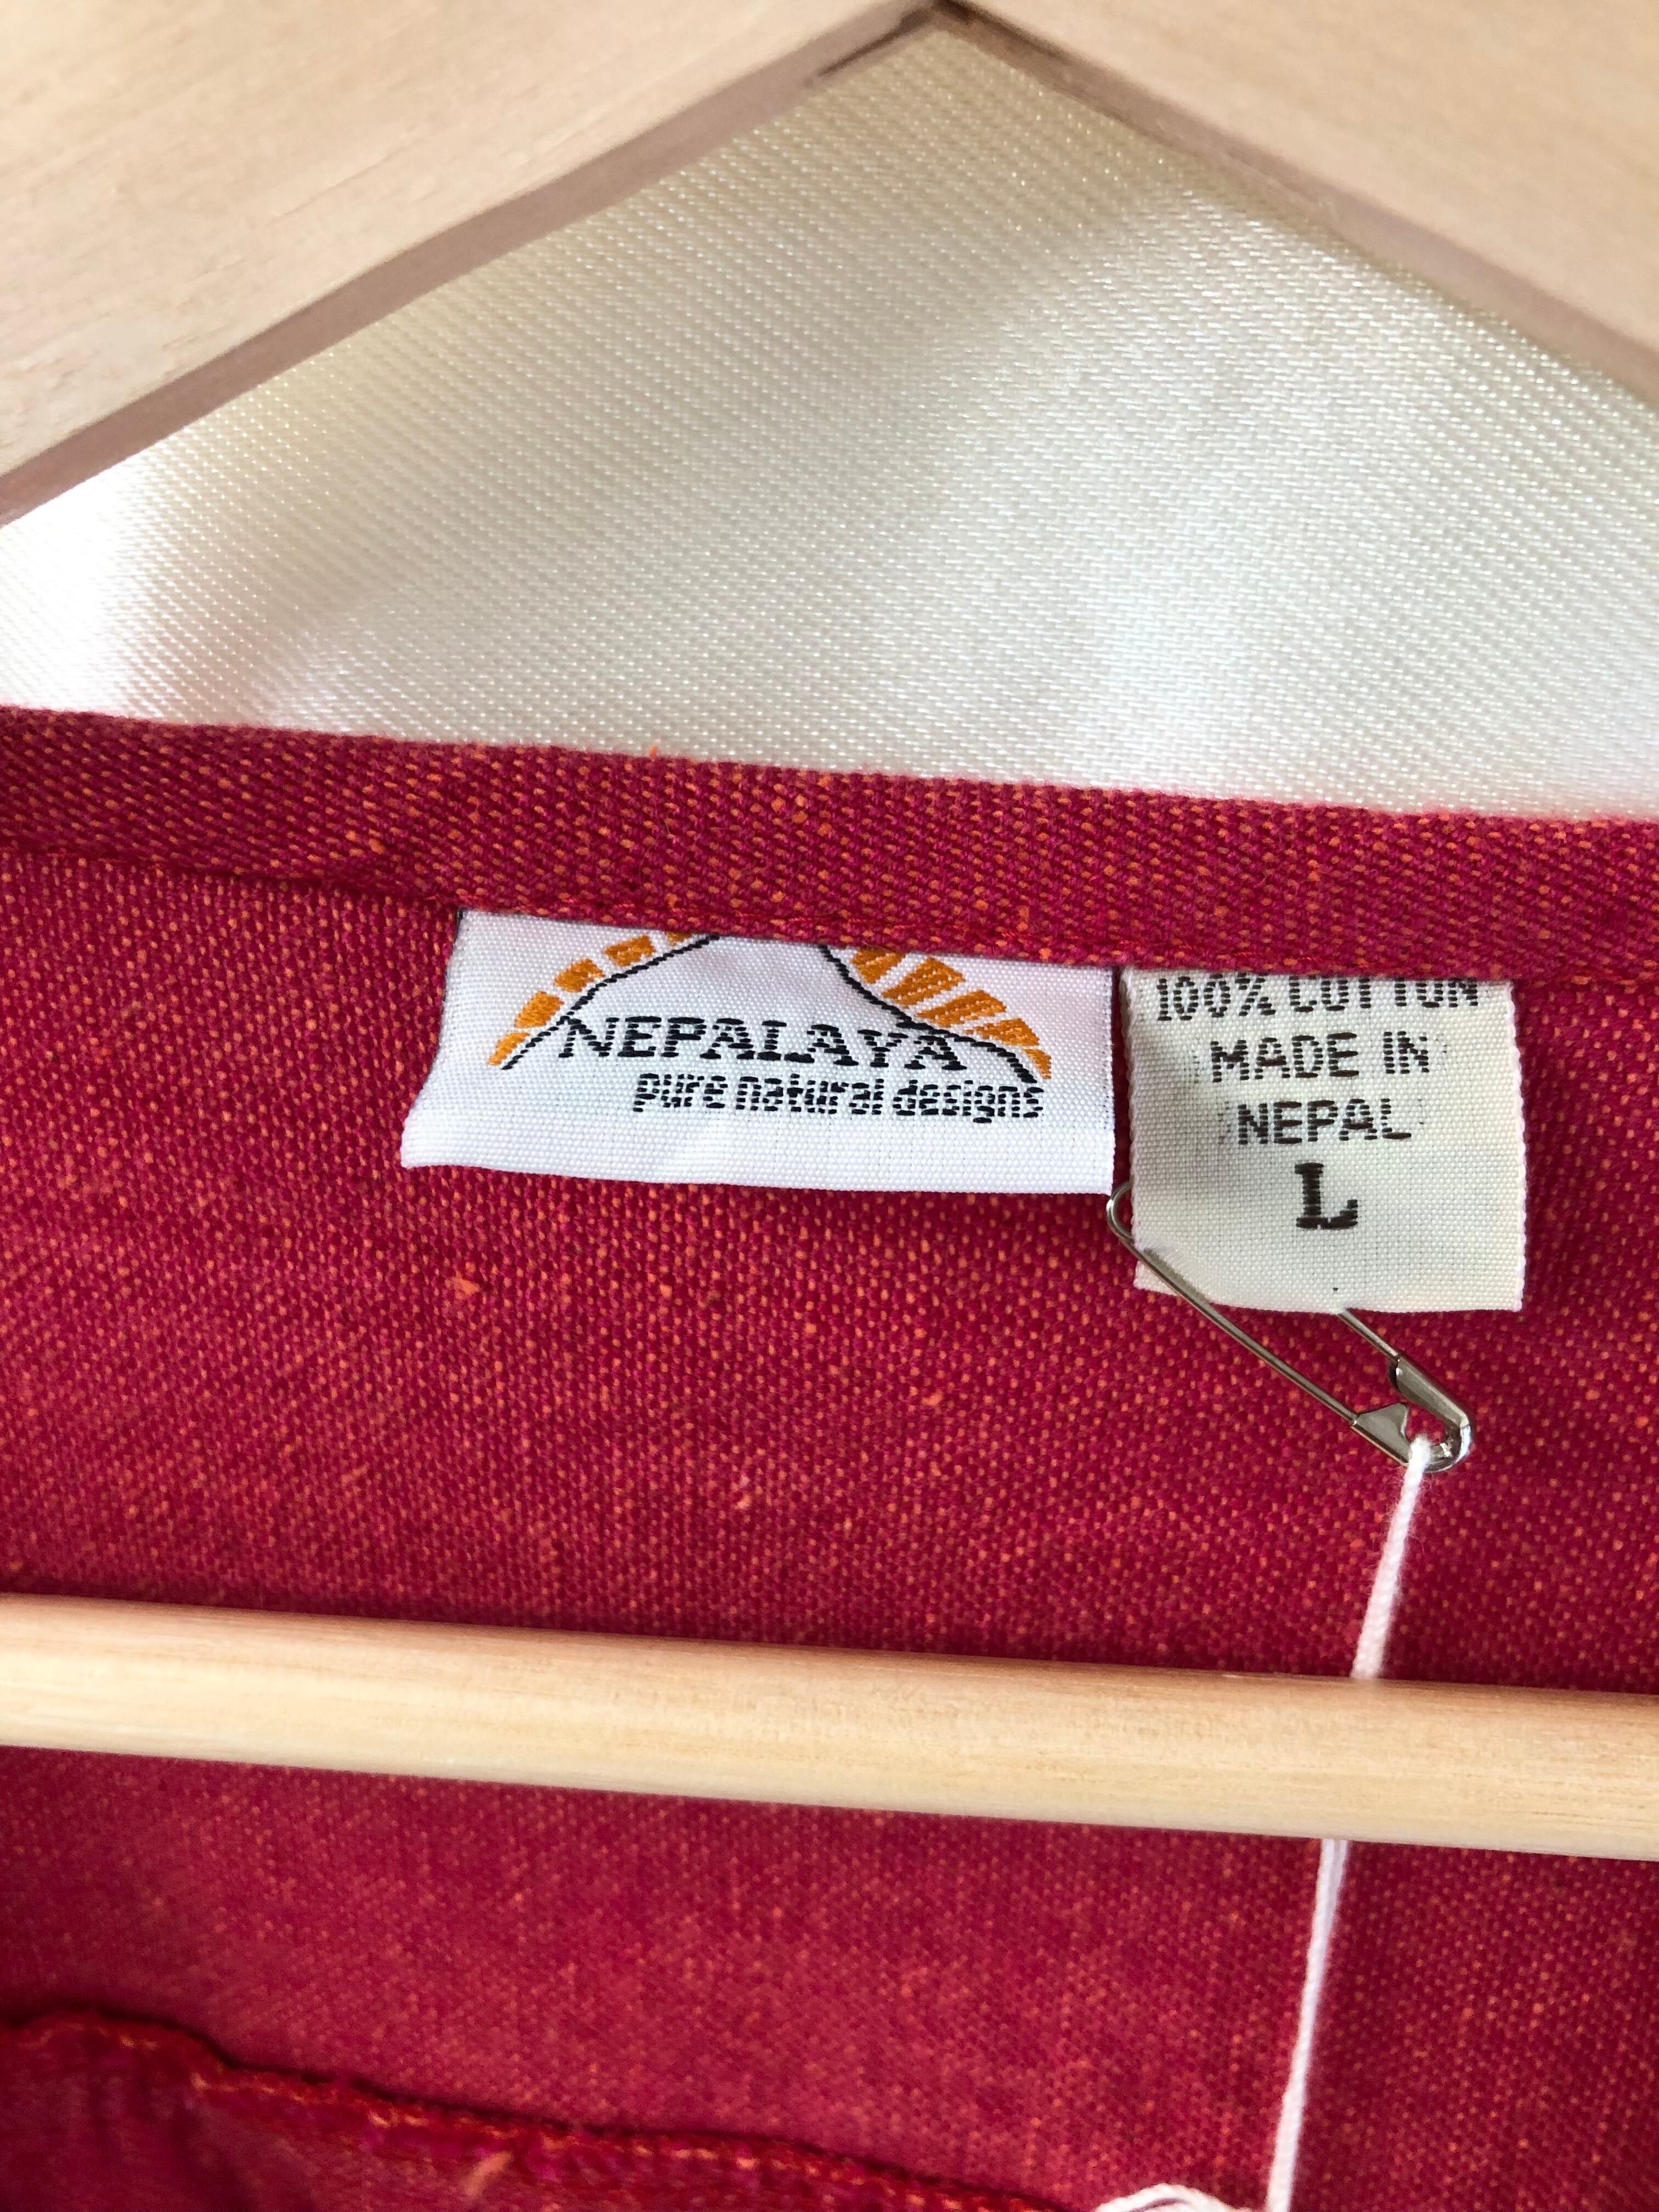 NEPALAYA
pure natural designs
100% COTTON
MADE IN
NEPAL
L